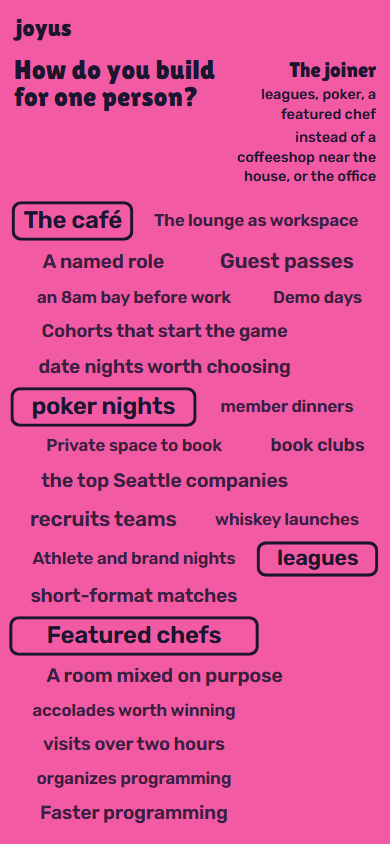 joyus
How do you build
for one person?
The joiner
leagues, poker, a
featured chef
instead of a
coffeeshop near the
house, or the office
The café
The lounge as workspace
A named role
Guest passes
an 8am bay before work
Demo days
Cohorts that start the game
date nights worth choosing
poker nights
member dinners
Private space to book
book clubs
the top Seattle companies
recruits teams
whiskey launches
Athlete and brand nights
leagues
short-format matches
Featured chefs
A room mixed on purpose
accolades worth winning
visits over two hours
organizes programming
Faster programming